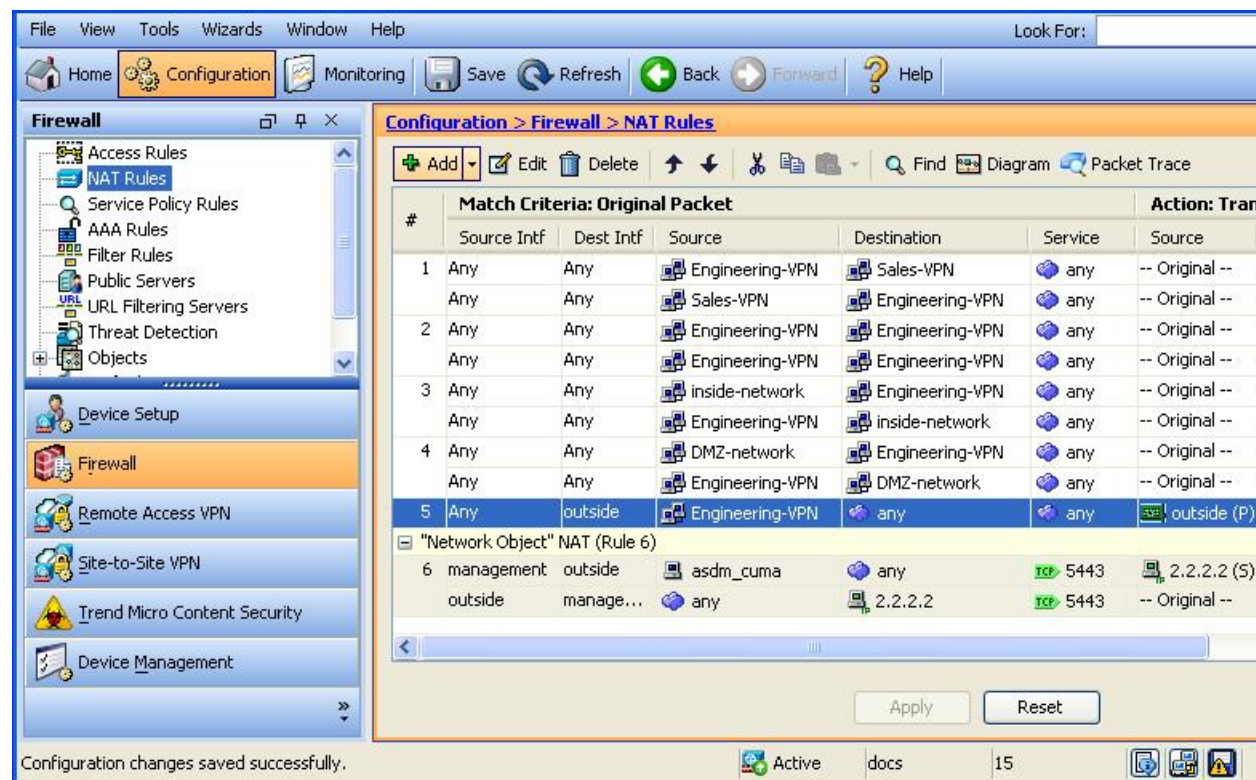 File View Tools Wizards Window Help Look For:
Home Configuration Monitoring Save Refresh Back Forward Help
Firewall
Access Rules
NAT Rules
Service Policy Rules
AAA Rules
Filter Rules
Public Servers
URL URL Filtering Servers
Threat Detection
Objects
Device Setup
Firewall
Remote Access VPN
Site-to-Site VPN
Trend Micro Content Security
Device Management
Configuration > Firewall > NAT Rules
Add Edit Delete Find Diagram Packet Trace
# Match Criteria: Original Packet Action: Tran
Source Intf Dest Intf Source Destination Service Source
1 Any Any Engineering-VPN Sales-VPN any -- Original --
Any Any Sales-VPN Engineering-VPN any -- Original --
2 Any Any Engineering-VPN Engineering-VPN any -- Original --
Any Any Engineering-VPN Engineering-VPN any -- Original --
3 Any Any inside-network Engineering-VPN any -- Original --
Any Any Engineering-VPN inside-network any -- Original --
4 Any Any DMZ-network Engineering-VPN any -- Original --
Any Any Engineering-VPN DMZ-network any -- Original --
5 Any outside Engineering-VPN any any outside (P)
"Network Object" NAT (Rule 6)
6 management outside asdm_cuma any TCP 5443 2.2.2.2 (S)
outside manage... any 2.2.2.2 TCP 5443 -- Original --
Apply Reset
Configuration changes saved successfully. Active docs 15